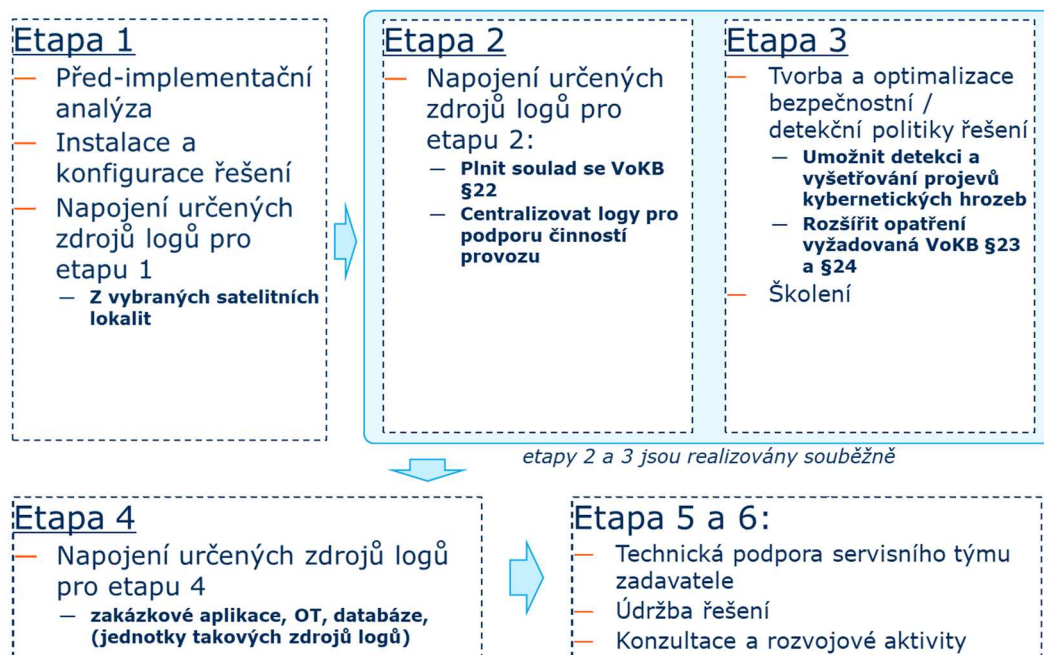 Etapa 1
— Před-implementační
analýza
— Instalace a
konfigurace řešení
— Napojení určených
zdrojů logů pro
etapu 1
— Z vybraných satelitních
lokalit
Etapa 2
— Napojení určených
zdrojů logů pro
etapu 2:
— Plnit soulad se VoKB
§22
— Centralizovat logy pro
podporu činností
provozu
Etapa 3
— Tvorba a optimalizace
bezpečnostní /
detekční politiky řešení
— Umožnit detekci a
vyšetřování projevů
kybernetických hrozeb
— Rozšířit opatření
vyžadovaná VoKB §23
a §24
— Školení
etapy 2 a 3 jsou realizovány souběžně
Etapa 4
— Napojení určených zdrojů logů
pro etapu 4
— zakázkové aplikace, OT, databáze,
(jednotky takových zdrojů logů)
Etapa 5 a 6:
— Technická podpora servisního týmu
zadavatele
— Údržba řešení
— Konzultace a rozvojové aktivity